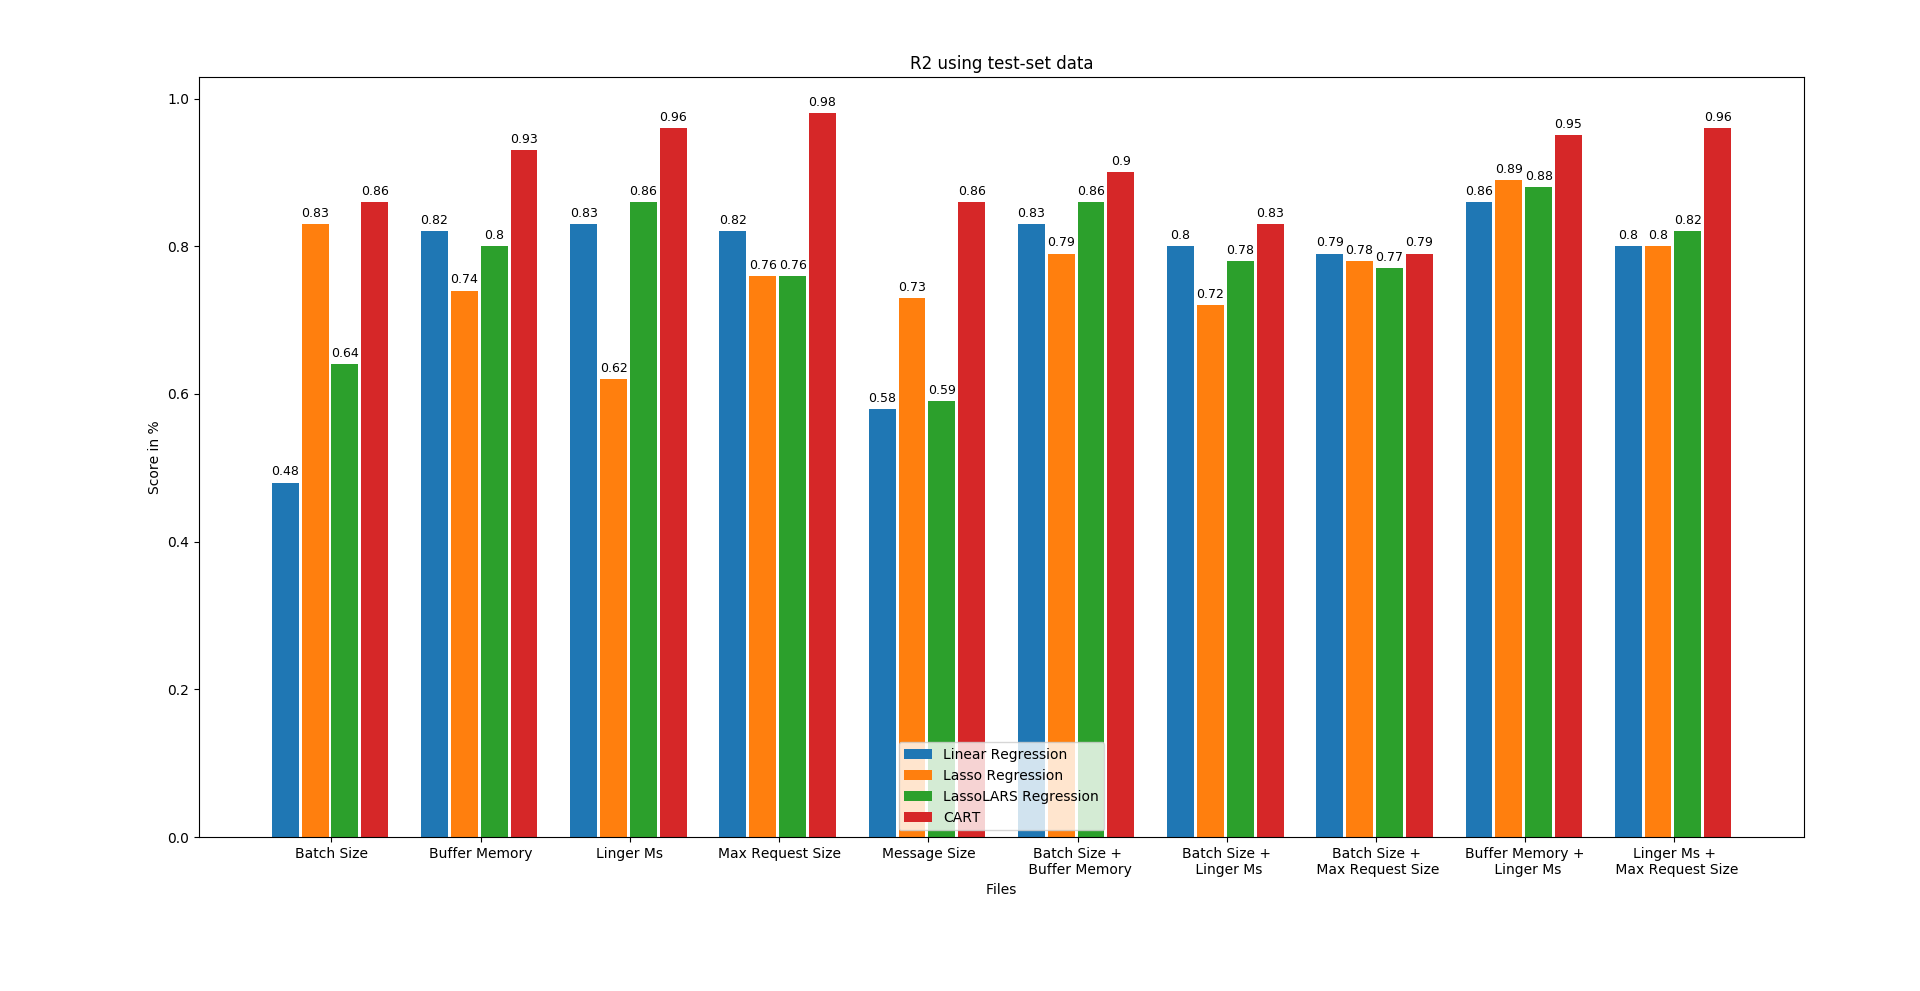 R2 using test-set data
Score in %
1.0
0.8
0.6
0.4
0.2
0.0
0.48 0.83 0.64 0.86
0.82 0.74 0.8 0.93
0.83 0.62 0.86 0.96
0.82 0.76 0.76 0.98
0.58 0.73 0.59 0.86
0.83 0.79 0.86 0.9
0.8 0.72 0.78 0.83
0.79 0.78 0.77 0.79
0.86 0.89 0.88 0.95
0.8 0.8 0.82 0.96
Linear Regression
Lasso Regression
LassoLARS Regression
CART
Batch Size
Buffer Memory
Linger Ms
Max Request Size
Message Size
Batch Size +
Buffer Memory
Batch Size +
Linger Ms
Batch Size +
Max Request Size
Buffer Memory +
Linger Ms
Linger Ms +
Max Request Size
Files